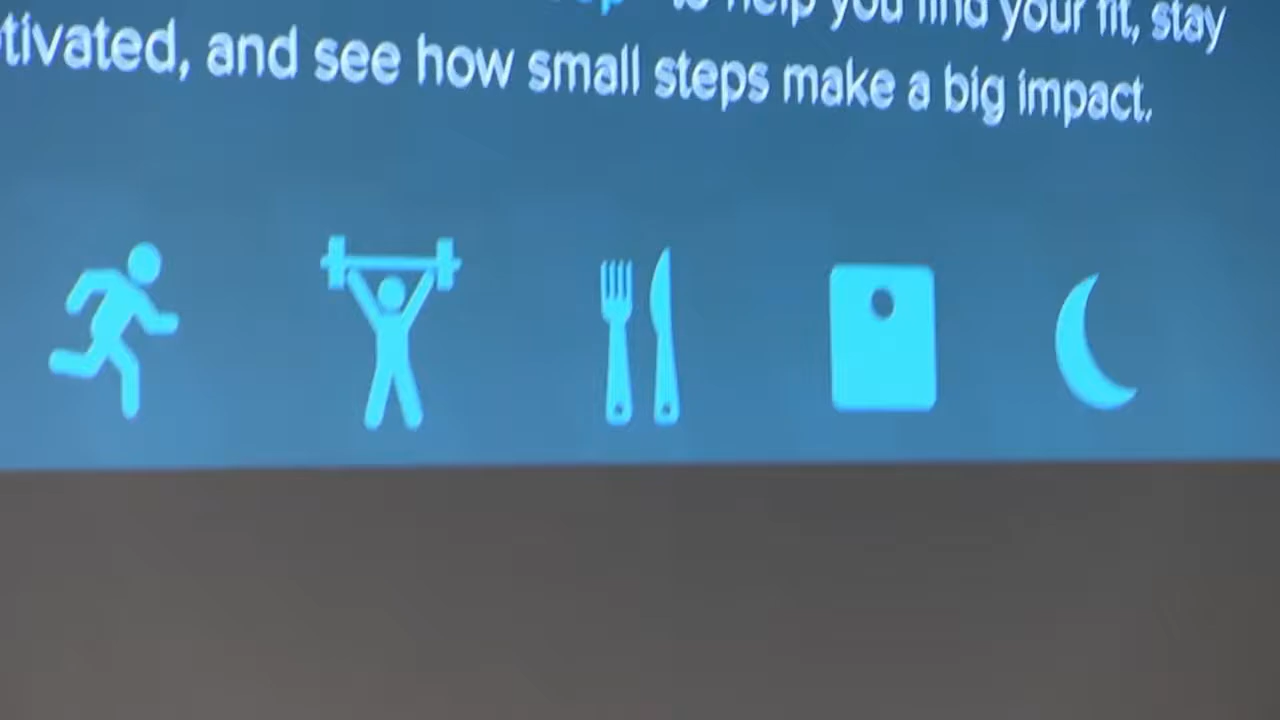 to help you find your fit, stay
tivated, and see how small steps make a big impact.